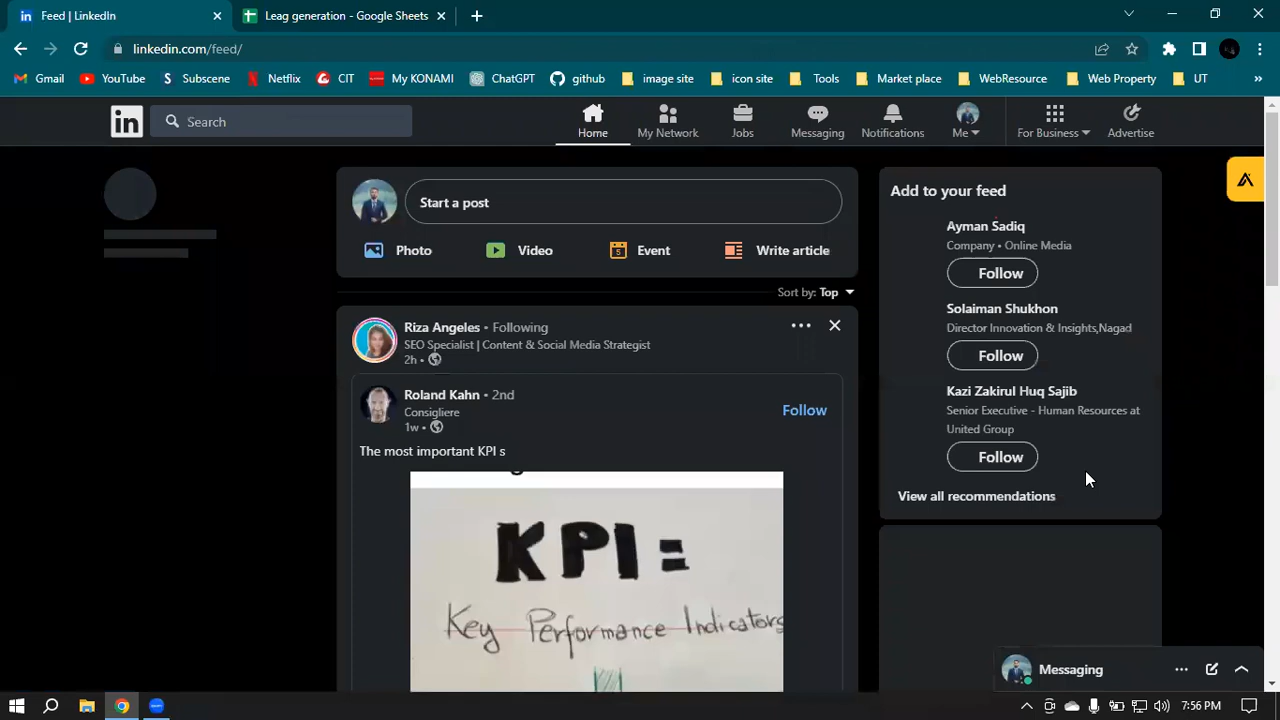 Feed | LinkedIn
Leag generation - Google Sheets
linkedin.com/feed/
Gmail
YouTube
Subscene
Netflix
CIT
My KONAMI
ChatGPT
github
image site
icon site
Tools
Market place
WebResource
Web Property
UT
in
Search
Home
My Network
Jobs
Messaging
Notifications
Me
For Business
Advertise
Start a post
Photo
Video
Event
Write article
Sort by: Top
Riza Angeles • Following
SEO Specialist | Content & Social Media Strategist
2h •
Roland Kahn • 2nd
Consigliere
1w •
Follow
The most important KPI s
KPI =
Key Performance Indicators
Add to your feed
Ayman Sadiq
Company • Online Media
Follow
Solaiman Shukhon
Director Innovation & Insights,Nagad
Follow
Kazi Zakirul Huq Sajib
Senior Executive - Human Resources at
United Group
Follow
View all recommendations
Messaging
7:56 PM